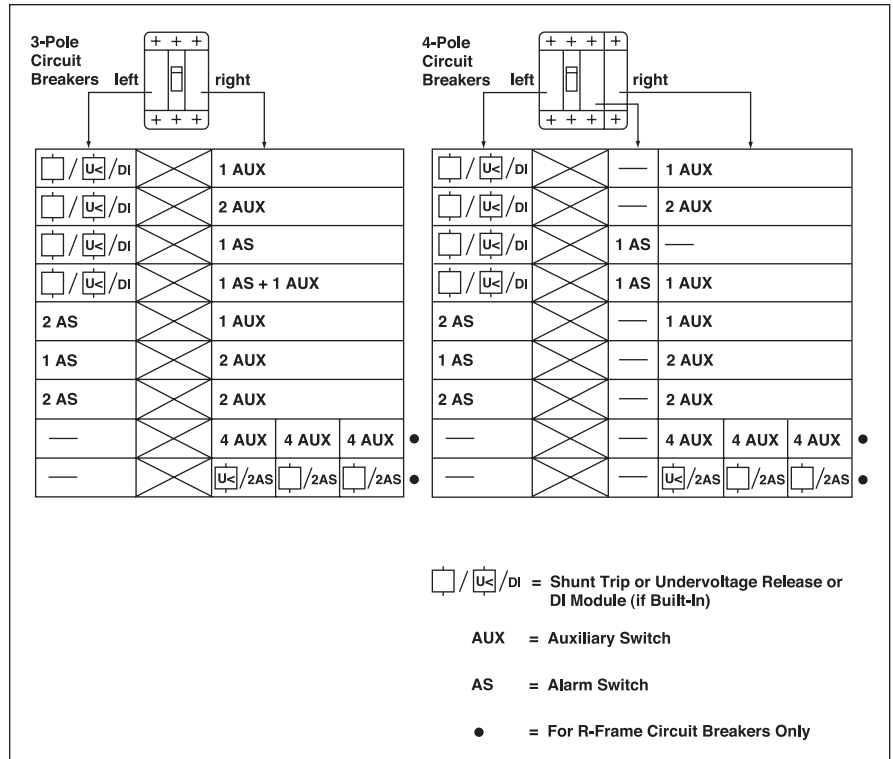 3-Pole
Circuit
Breakers left right
4-Pole
Circuit
Breakers left right
U< / DI 1 AUX
U< / DI — 1 AUX
U< / DI 2 AUX
U< / DI — 2 AUX
U< / DI 1 AS
U< / DI 1 AS —
U< / DI 1 AS + 1 AUX
U< / DI 1 AS 1 AUX
2 AS 1 AUX
2 AS — 1 AUX
1 AS 2 AUX
1 AS — 2 AUX
2 AS 2 AUX
2 AS — 2 AUX
— 4 AUX 4 AUX 4 AUX ●
— — 4 AUX 4 AUX 4 AUX ●
— U< /2AS /2AS /2AS ●
— — U< /2AS /2AS /2AS ●
/ U< / DI = Shunt Trip or Undervoltage Release or
DI Module (if Built-In)
AUX = Auxiliary Switch
AS = Alarm Switch
● = For R-Frame Circuit Breakers Only